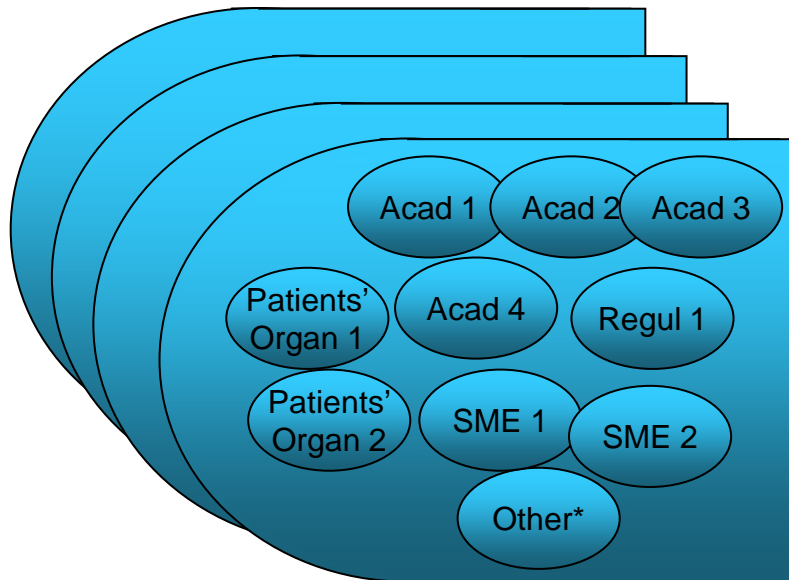 Acad 1
Acad 2
Acad 3
Patients’
Organ 1
Acad 4
Regul 1
Patients’
Organ 2
SME 1
SME 2
Other*